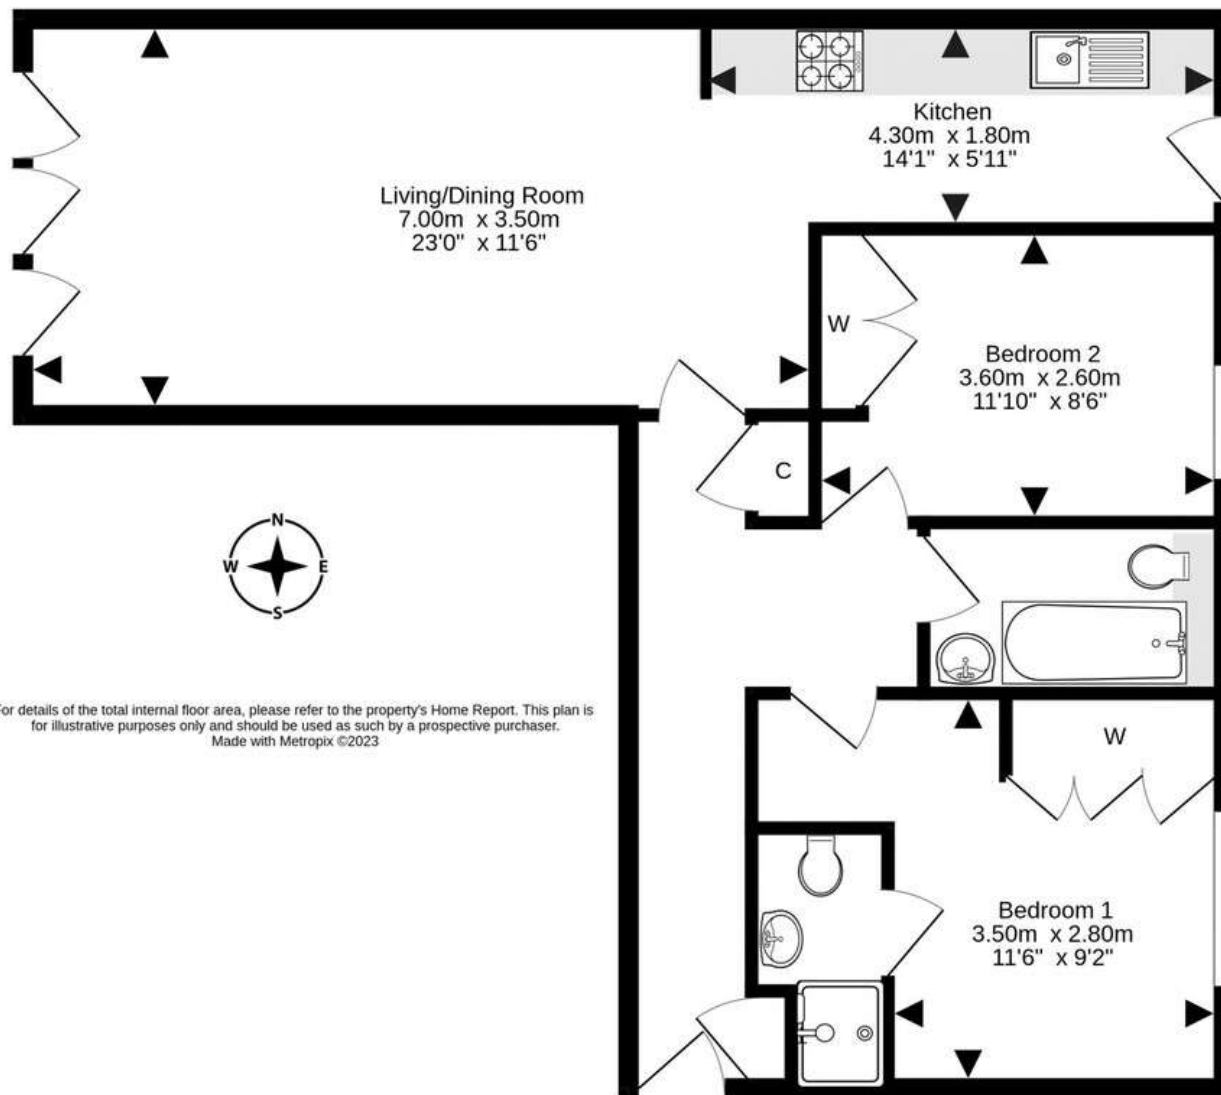 Kitchen
4.30m x 1.80m
14'1" x 5'11"
Living/Dining Room
7.00m x 3.50m
23'0" x 11'6"
W
Bedroom 2
3.60m x 2.60m
11'10" x 8'6"
C
N
W E
S
For details of the total internal floor area, please refer to the property's Home Report. This plan is
for illustrative purposes only and should be used as such by a prospective purchaser.
Made with Metropix ©2023
W
Bedroom 1
3.50m x 2.80m
11'6" x 9'2"